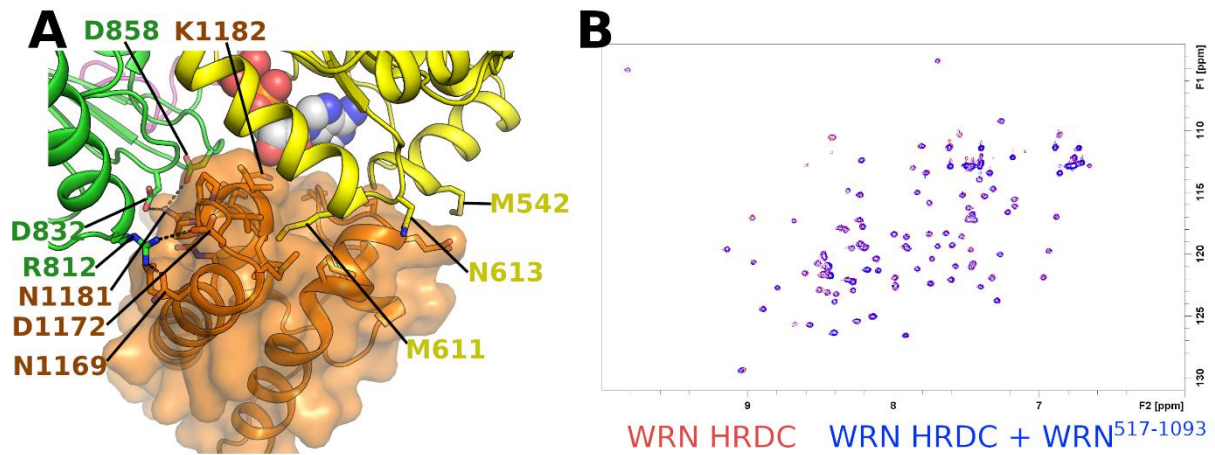 A
D858 K1182
M542
D832
R812
N613
N1181
D1172
M611
N1169
B
F1 [ppm]
110
115
120
125
130
9 8 7 F2 [ppm]
WRN HRDC WRN HRDC + WRN517-1093